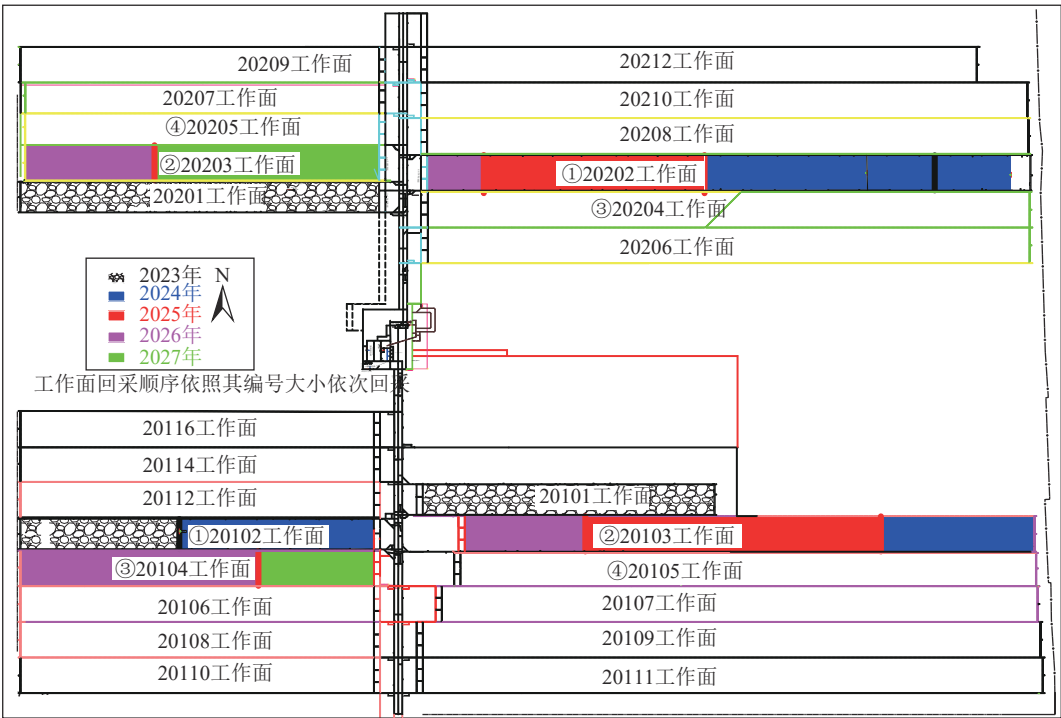 20209工作面
20212工作面
20207工作面
20210工作面
④20205工作面
20208工作面
②20203工作面
①20202工作面
20201工作面
③20204工作面
20206工作面
2023年 N
2024年
2025年
2026年
2027年
工作面回采顺序依照其编号大小依次回采
20116工作面
20114工作面
20112工作面
20101工作面
①20102工作面
②20103工作面
③20104工作面
④20105工作面
20106工作面
20107工作面
20108工作面
20109工作面
20110工作面
20111工作面